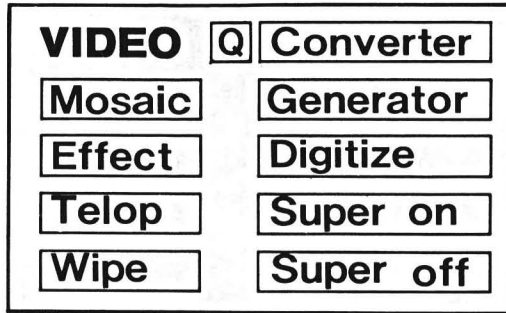 VIDEO Q Converter
Mosaic Generator
Effect Digitize
Telop Super on
Wipe Super off